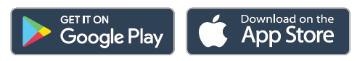 GET IT ON
Google Play
Download on the
App Store